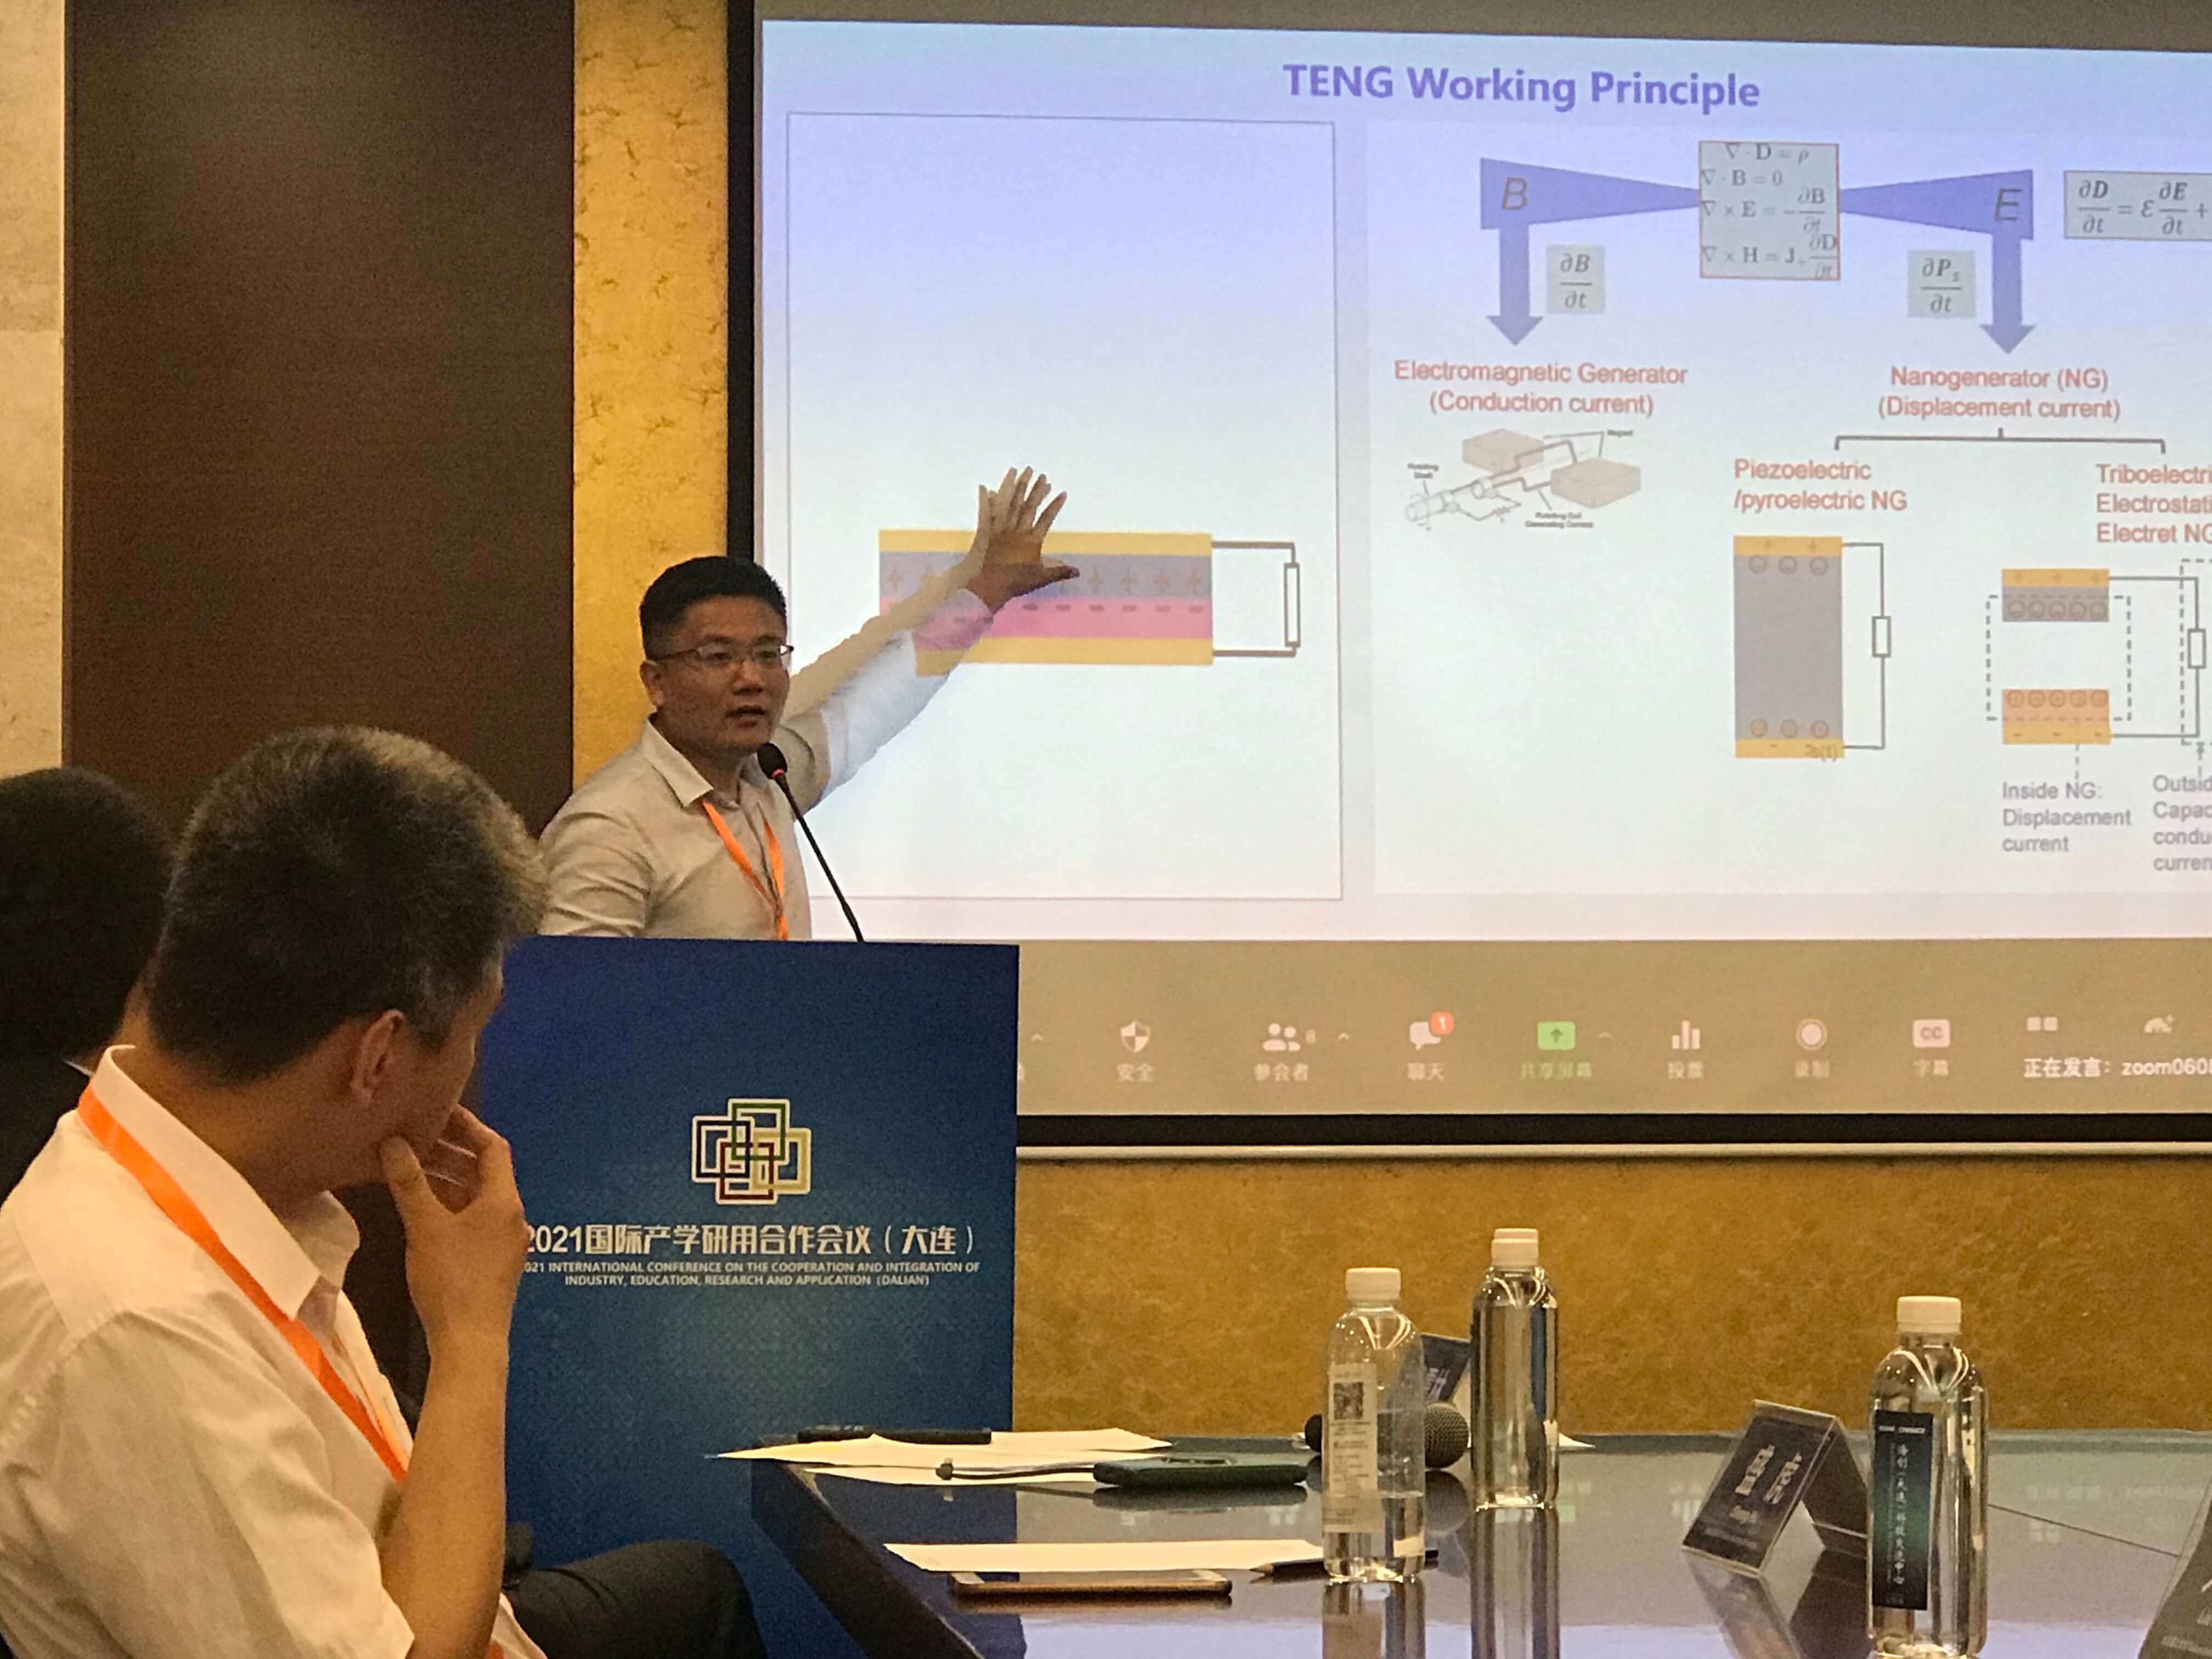 TENG Working Principle
B
∇ · D = ρ
∇ · B = 0
∇ × E = -∂B/∂t
∇ × H = J + ∂D/∂t
E
∂D/∂t = ε ∂E/∂t +
∂B/∂t
∂Ps/∂t
Electromagnetic Generator
(Conduction current)
Nanogenerator (NG)
(Displacement current)
Piezoelectric
/pyroelectric NG
Triboelectri
Electrostati
Electret NG
Inside NG:
Displacement
current
Outsid
Capac
condu
curren
安全
参会者
8
聊天
1
共享屏幕
投票
录制
CC
字幕
正在发言: zoom060
2021国际产学研用合作会议（大连）
021 INTERNATIONAL CONFERENCE ON THE COOPERATION AND INTEGRATION OF
INDUSTRY, EDUCATION, RESEARCH AND APPLICATION (DALIAN)